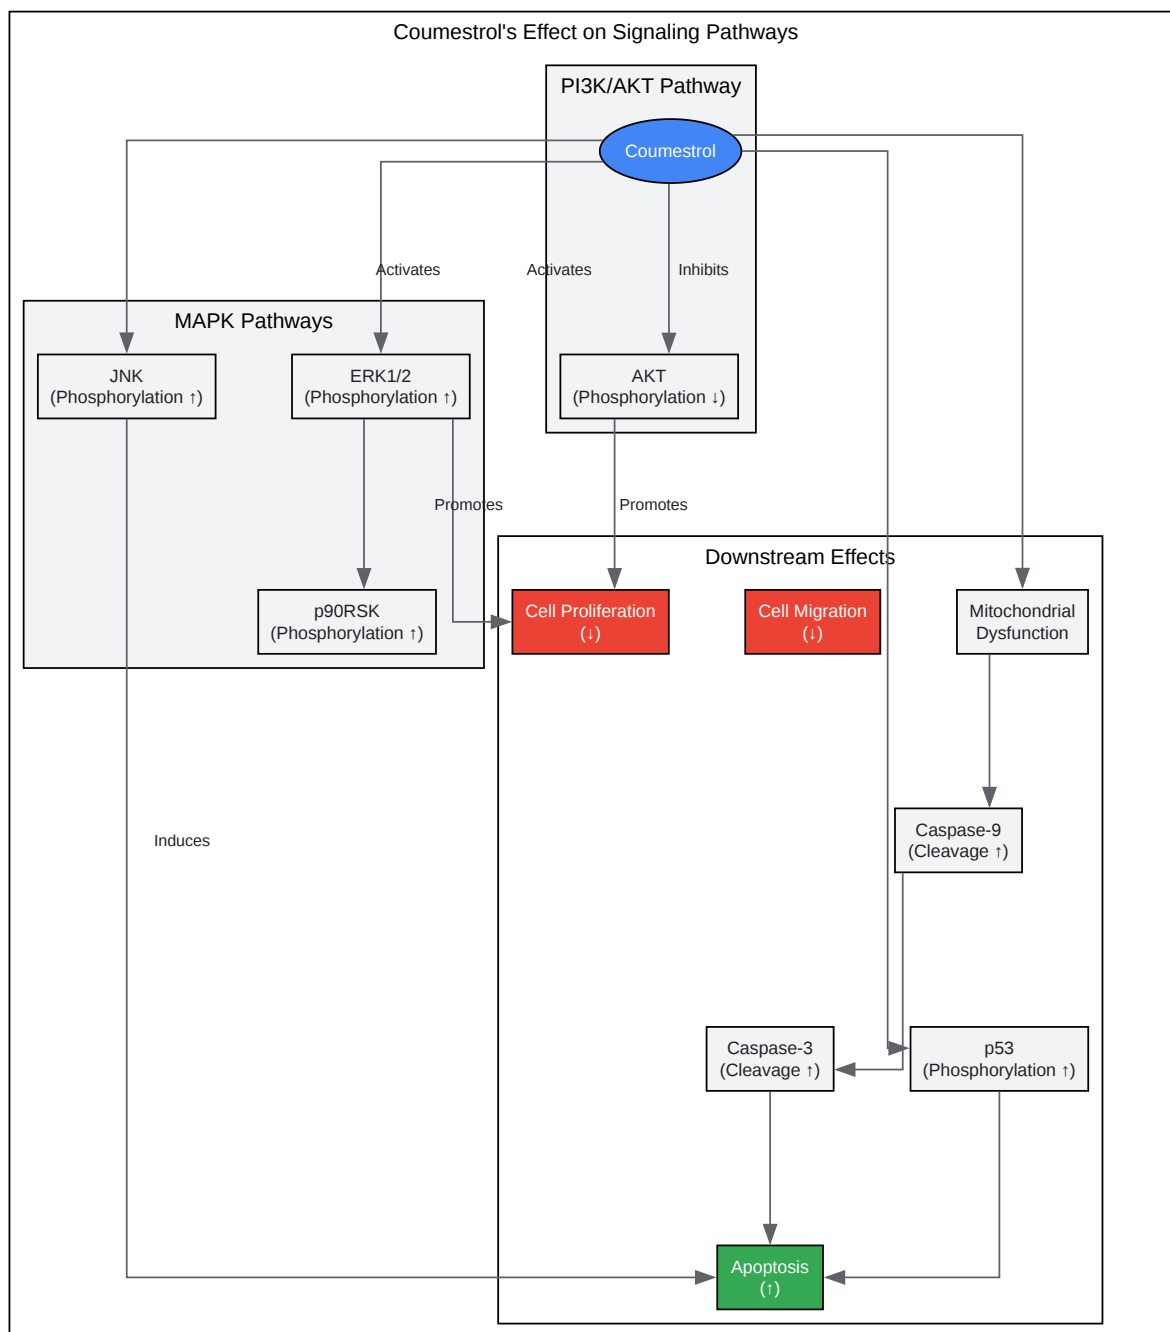 Coumestrol's Effect on Signaling Pathways
PI3K/AKT Pathway
Coumestrol
Activates
Activates
Inhibits
MAPK Pathways
JNK
(Phosphorylation ↑)
ERK1/2
(Phosphorylation ↑)
AKT
(Phosphorylation ↓)
Promotes
Promotes
Downstream Effects
p90RSK
(Phosphorylation ↑)
Cell Proliferation
(↓)
Cell Migration
(↓)
Mitochondrial
Dysfunction
Induces
Caspase-9
(Cleavage ↑)
Caspase-3
(Cleavage ↑)
p53
(Phosphorylation ↑)
Apoptosis
(↑)